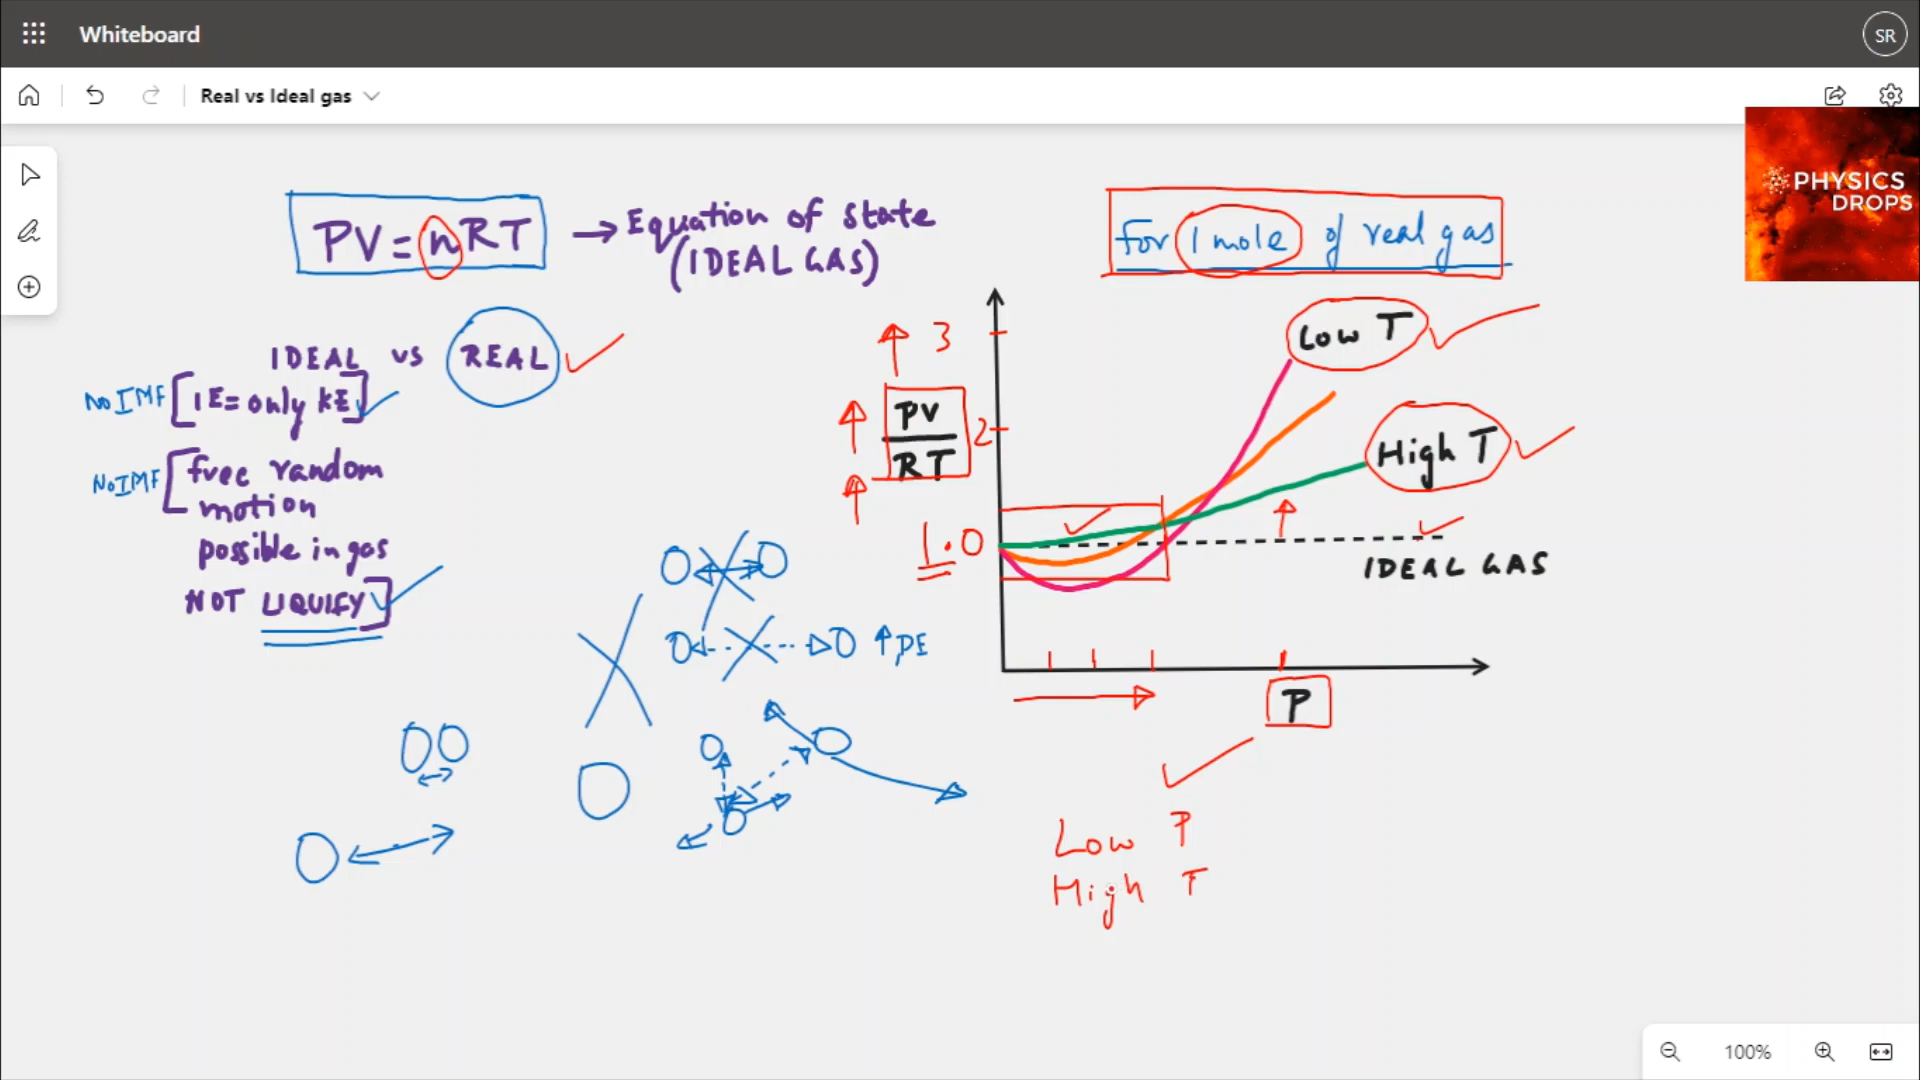 Whiteboard
SR
Real vs Ideal gas
PHYSICS
DROPS
PV = nRT → Equation of state
(IDEAL GAS)
IDEAL vs REAL
NO IMF [IE = only KE]
NO IMF [free random
motion
possible in gas
NOT LIQUIFY]
↑ PE
for 1 mole of real gas
3
PV
RT
2
1.0
Low T
High T
IDEAL GAS
P
Low P
High T
100%